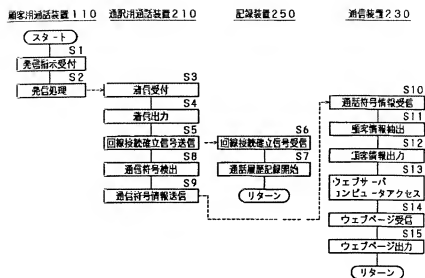 顧客用通話装置110 通訳用通話装置210 記録装置250 通信装置230
スタート
S1
発信指示受付
S2
発信処理
S3
着信受付
S4
着信出力
S5
回線接続確立信号送信
S8
通信符号検出
S9
通信符号情報送信
S6
回線接続確立信号受信
S7
通話履歴記録開始
リターン
S10
通話符号情報受信
S11
顧客情報抽出
S12
顧客情報出力
S13
ウェブサーバ
コンピュータアクセス
S14
ウェブページ受信
S15
ウェブページ出力
リターン